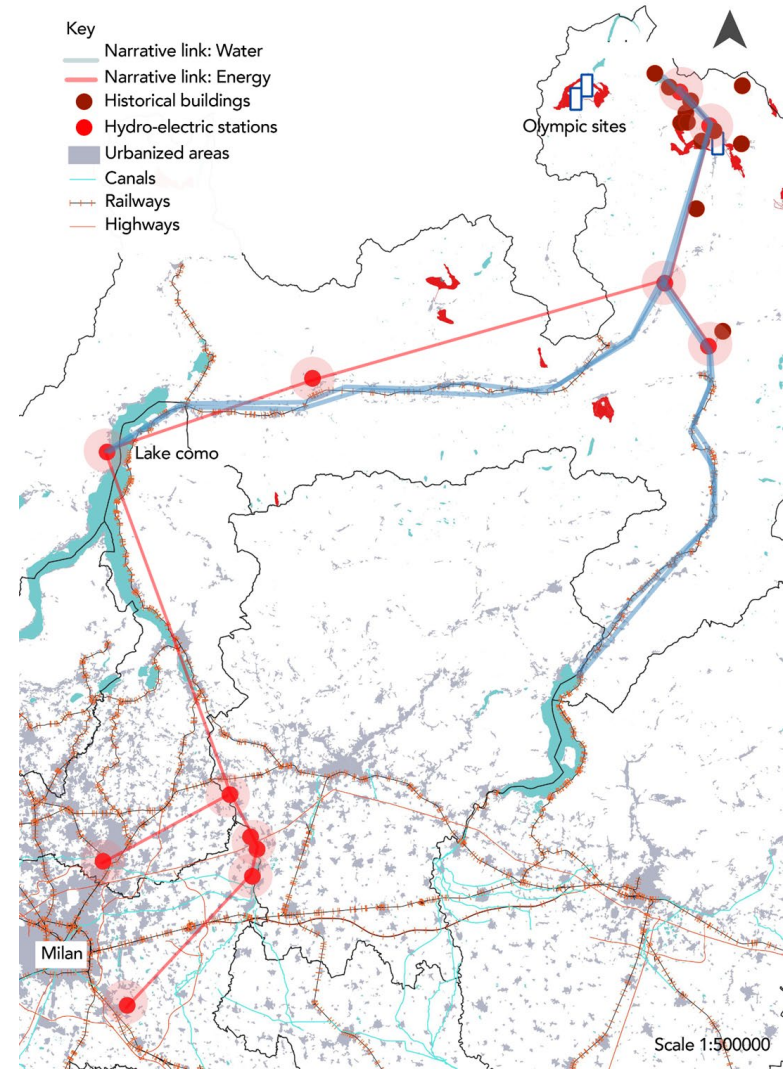 Key
Narrative link: Water
Narrative link: Energy
Historical buildings
Hydro-electric stations
Urbanized areas
Canals
Railways
Highways
Olympic sites
Lake como
Milan
Scale 1:500000